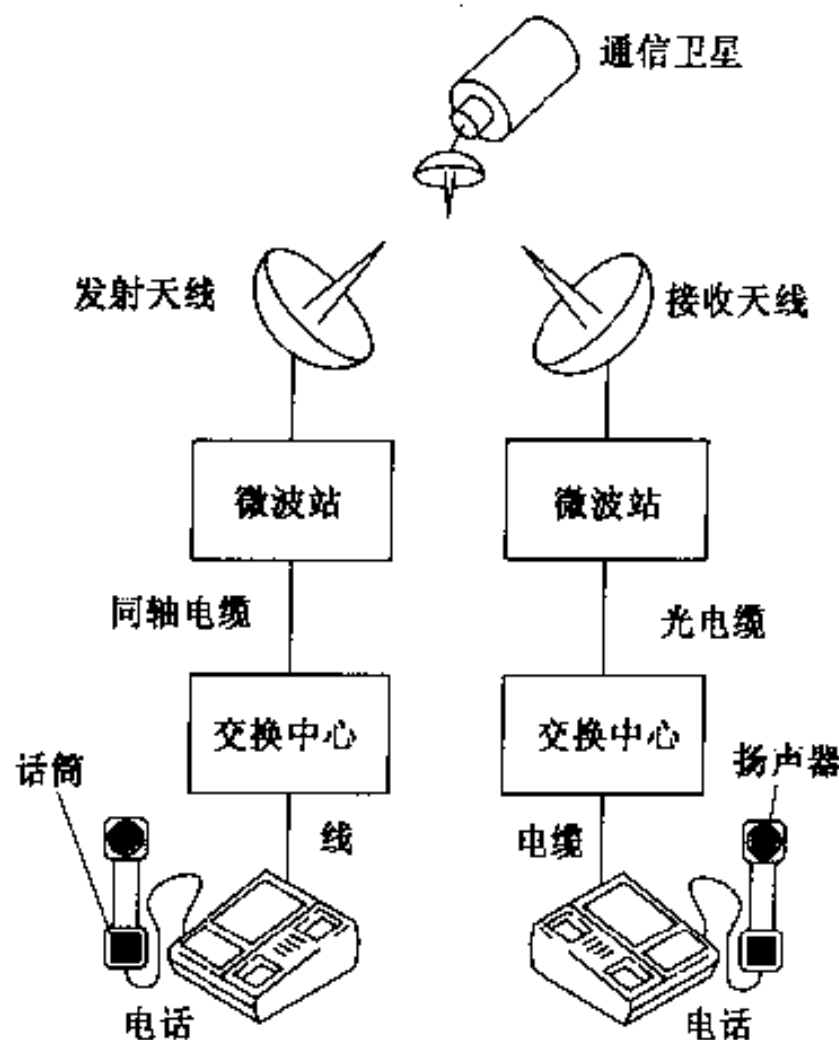 通信卫星
发射天线
接收天线
微波站
微波站
同轴电缆
光电缆
交换中心
交换中心
话筒
扬声器
线
电缆
电话
电话